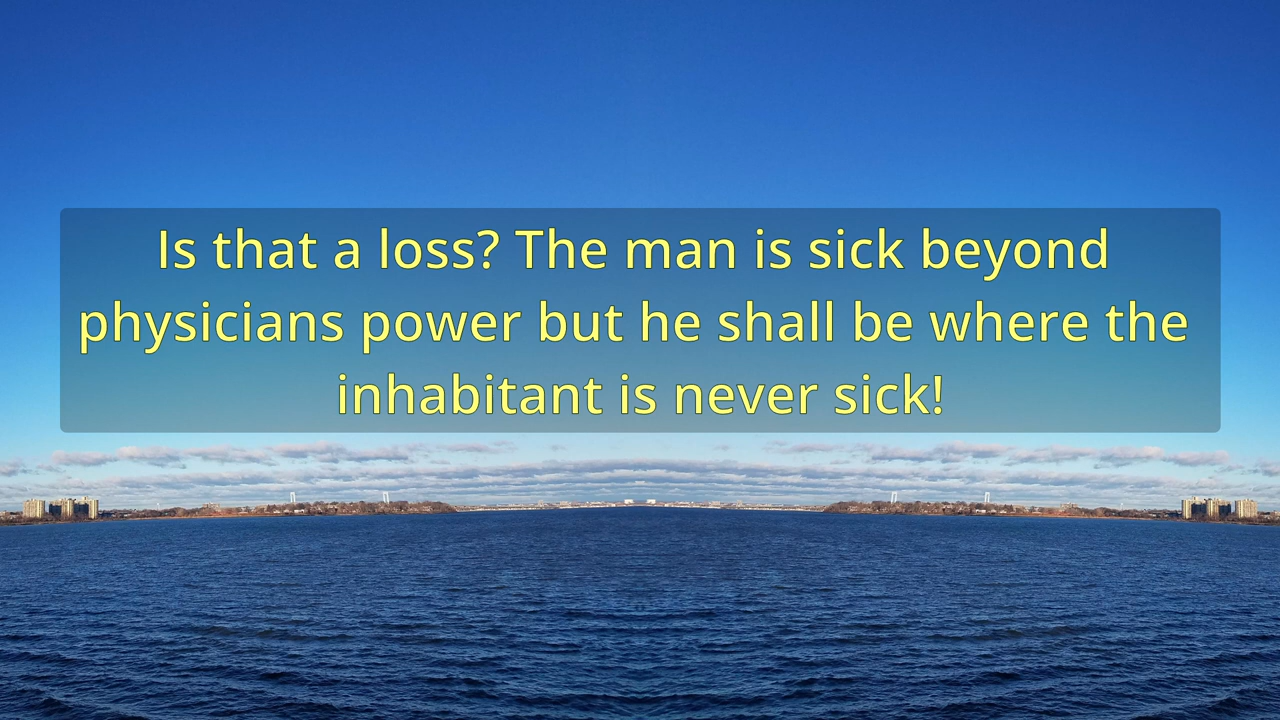 Is that a loss? The man is sick beyond
physicians power but he shall be where the
inhabitant is never sick!